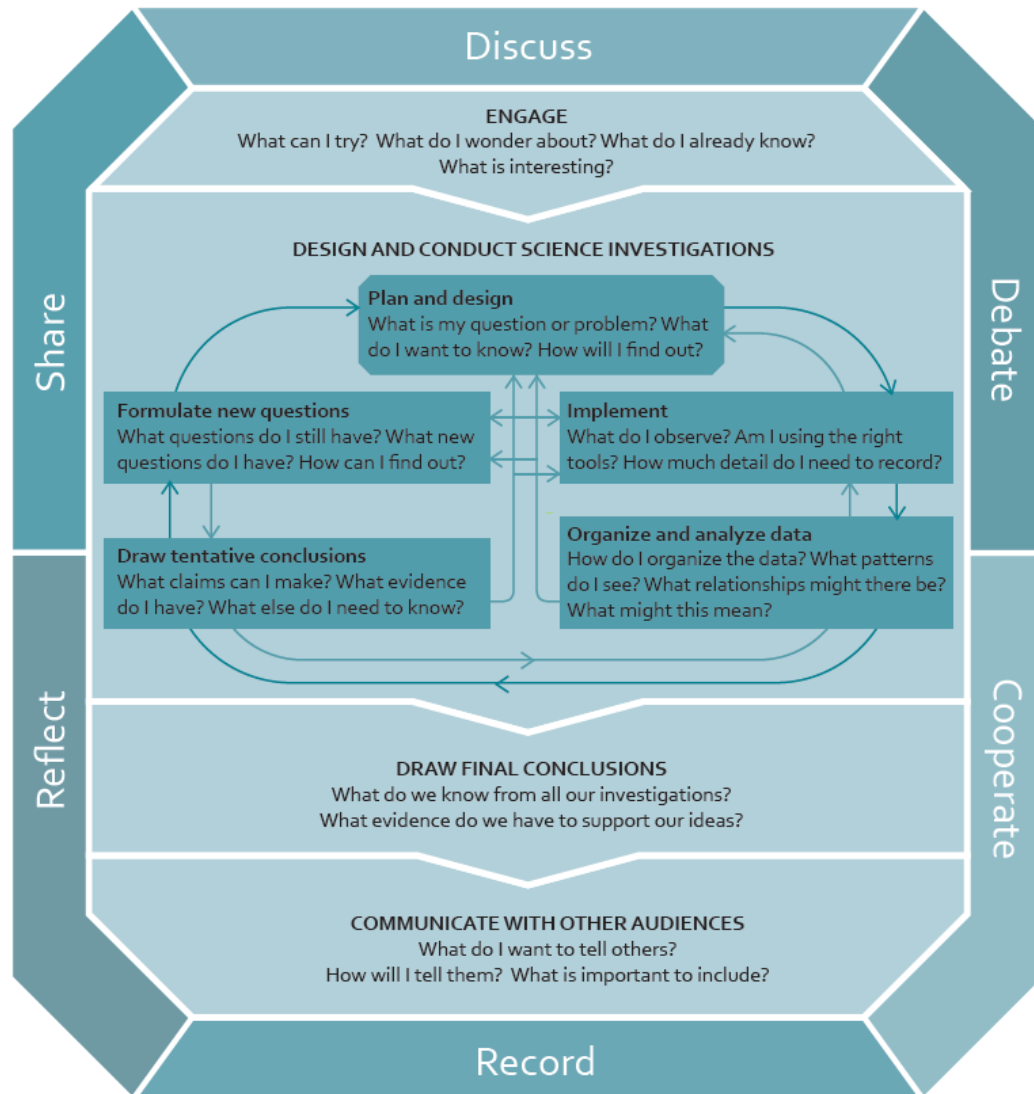 Discuss
ENGAGE
What can I try? What do I wonder about? What do I already know?
What is interesting?
Share
Debate
DESIGN AND CONDUCT SCIENCE INVESTIGATIONS
Plan and design
What is my question or problem? What
do I want to know? How will I find out?
Formulate new questions
What questions do I still have? What new
questions do I have? How can I find out?
Implement
What do I observe? Am I using the right
tools? How much detail do I need to record?
Draw tentative conclusions
What claims can I make? What evidence
do I have? What else do I need to know?
Organize and analyze data
How do I organize the data? What patterns
do I see? What relationships might there be?
What might this mean?
Reflect
Cooperate
DRAW FINAL CONCLUSIONS
What do we know from all our investigations?
What evidence do we have to support our ideas?
COMMUNICATE WITH OTHER AUDIENCES
What do I want to tell others?
How will I tell them? What is important to include?
Record